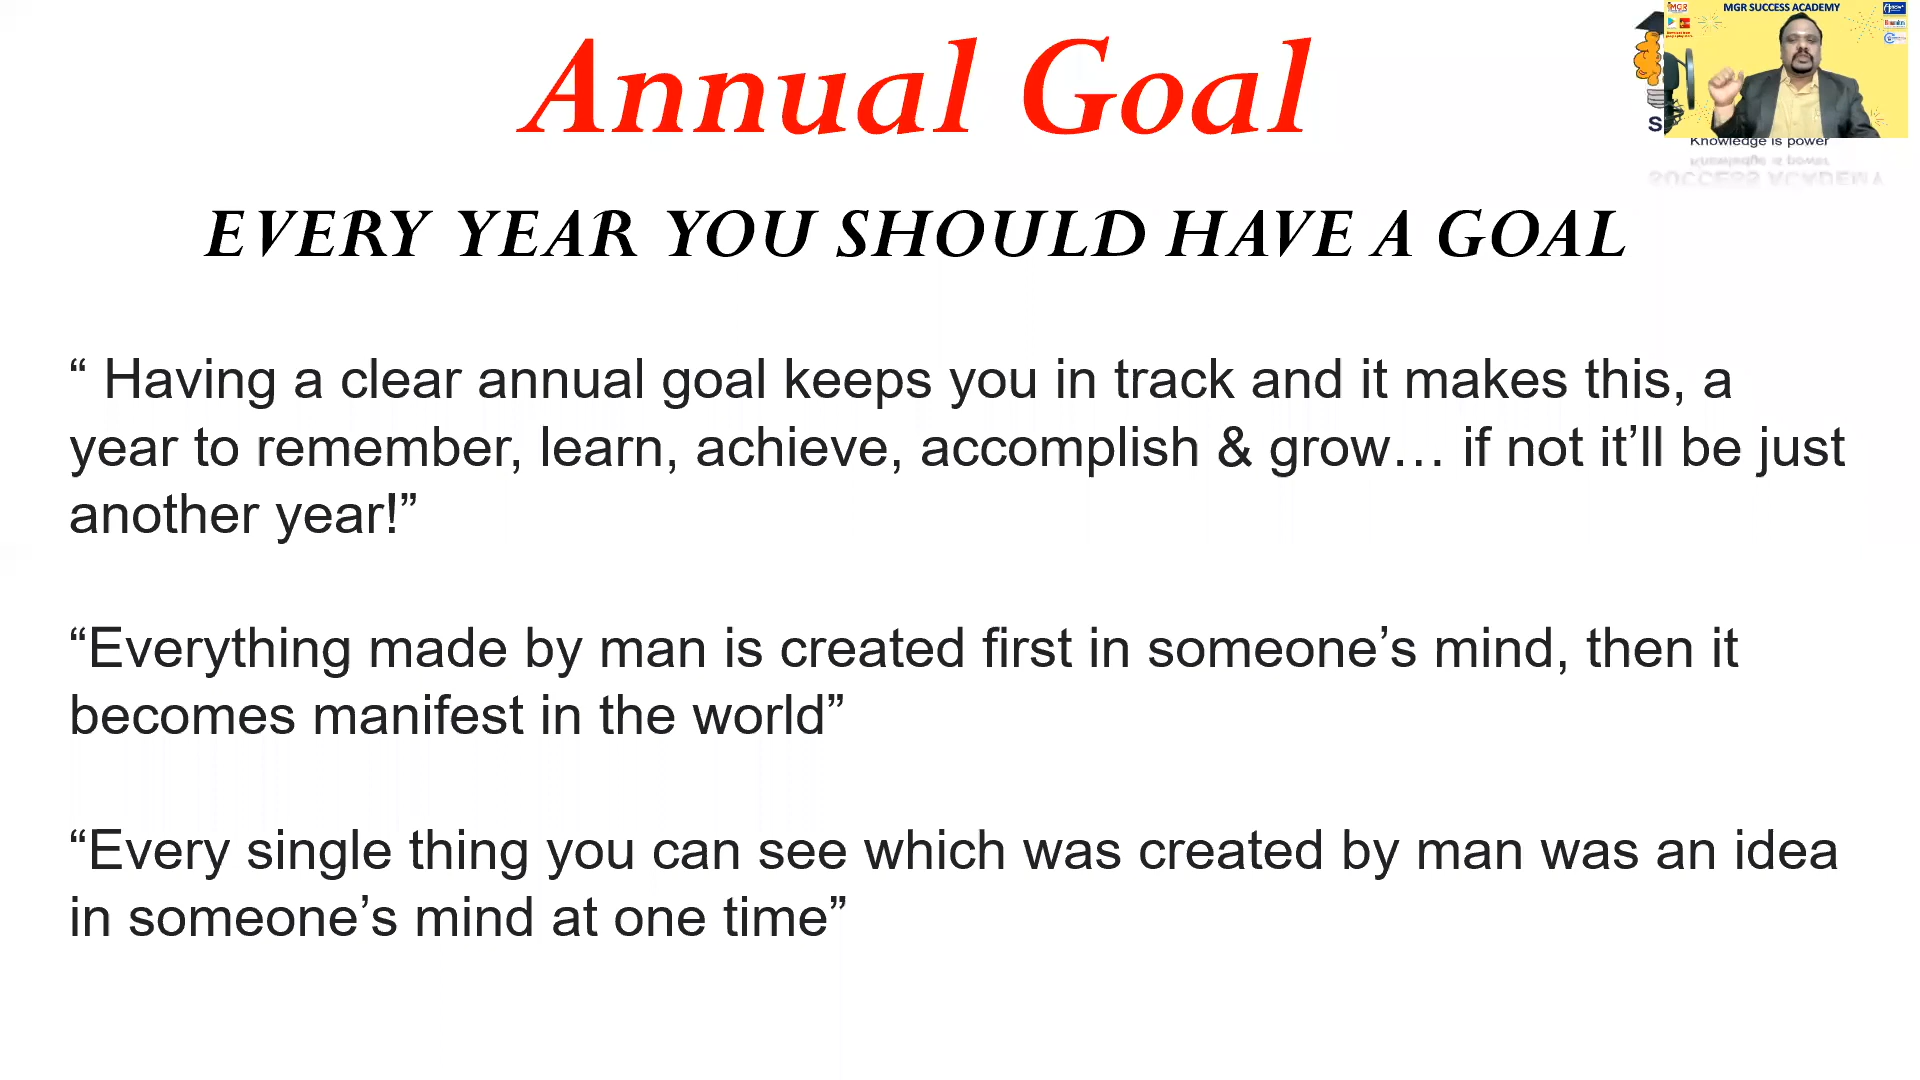 Annual Goal
MGR SUCCESS ACADEMY
Knowledge is power
EVERY YEAR YOU SHOULD HAVE A GOAL
“ Having a clear annual goal keeps you in track and it makes this, a
year to remember, learn, achieve, accomplish & grow… if not it’ll be just
another year!”
“Everything made by man is created first in someone’s mind, then it
becomes manifest in the world”
“Every single thing you can see which was created by man was an idea
in someone’s mind at one time”